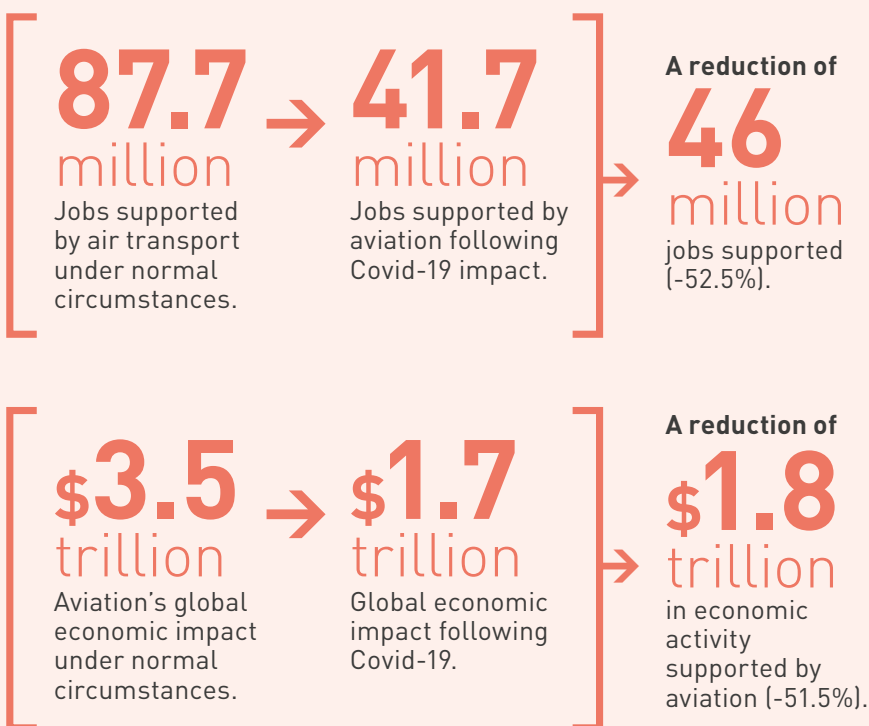 87.7
million
Jobs supported
by air transport
under normal
circumstances.
41.7
million
Jobs supported by
aviation following
Covid-19 impact.
A reduction of
46
million
jobs supported
(-52.5%).
$3.5
trillion
Aviation's global
economic impact
under normal
circumstances.
$1.7
trillion
Global economic
impact following
Covid-19.
A reduction of
$1.8
trillion
in economic
activity
supported by
aviation (-51.5%).